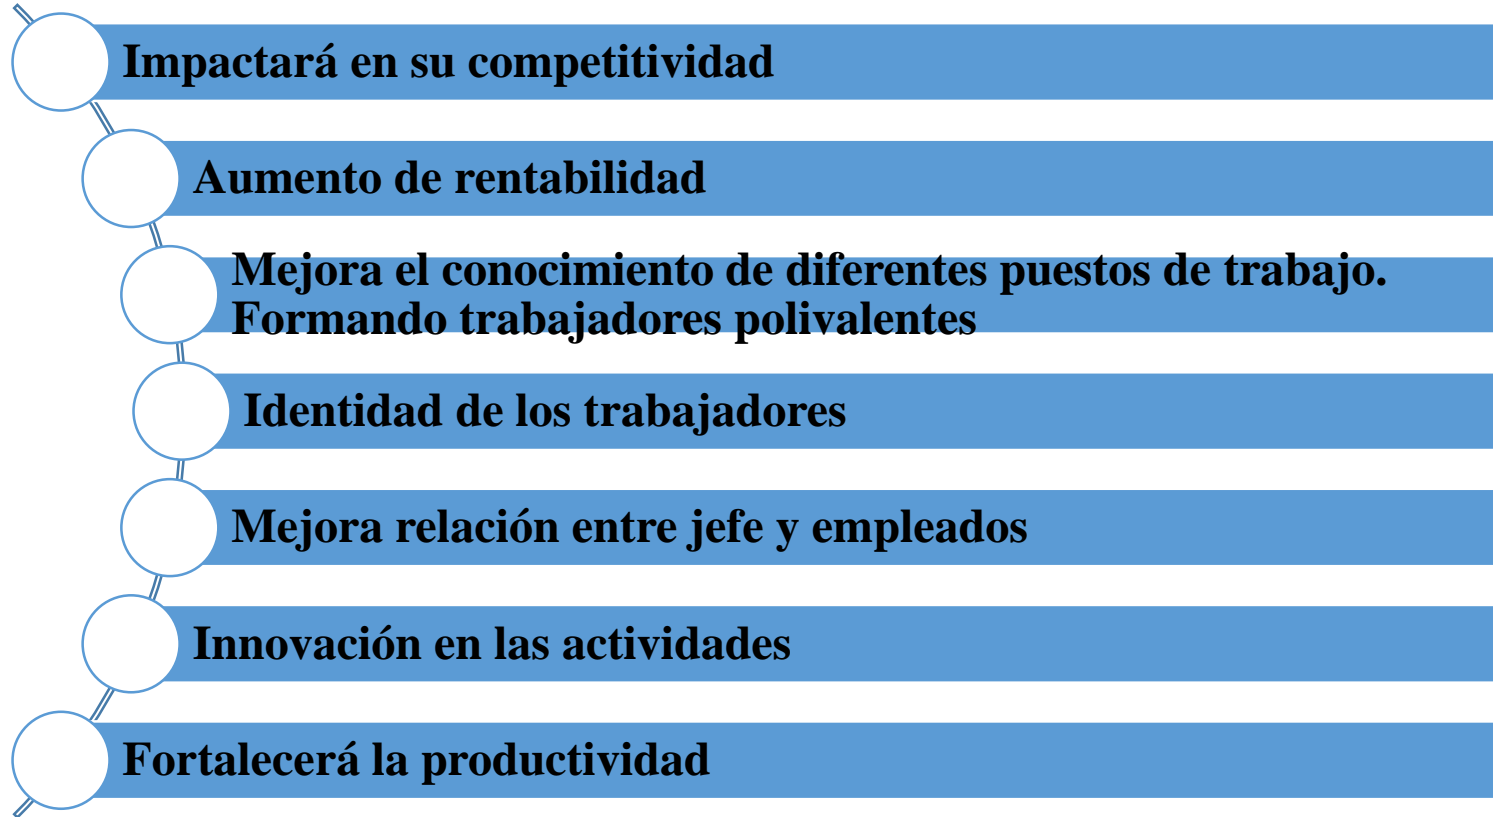 Impactará en su competitividad
Aumento de rentabilidad
Mejora el conocimiento de diferentes puestos de trabajo.
Formando trabajadores polivalentes
Identidad de los trabajadores
Mejora relación entre jefe y empleados
Innovación en las actividades
Fortalecerá la productividad